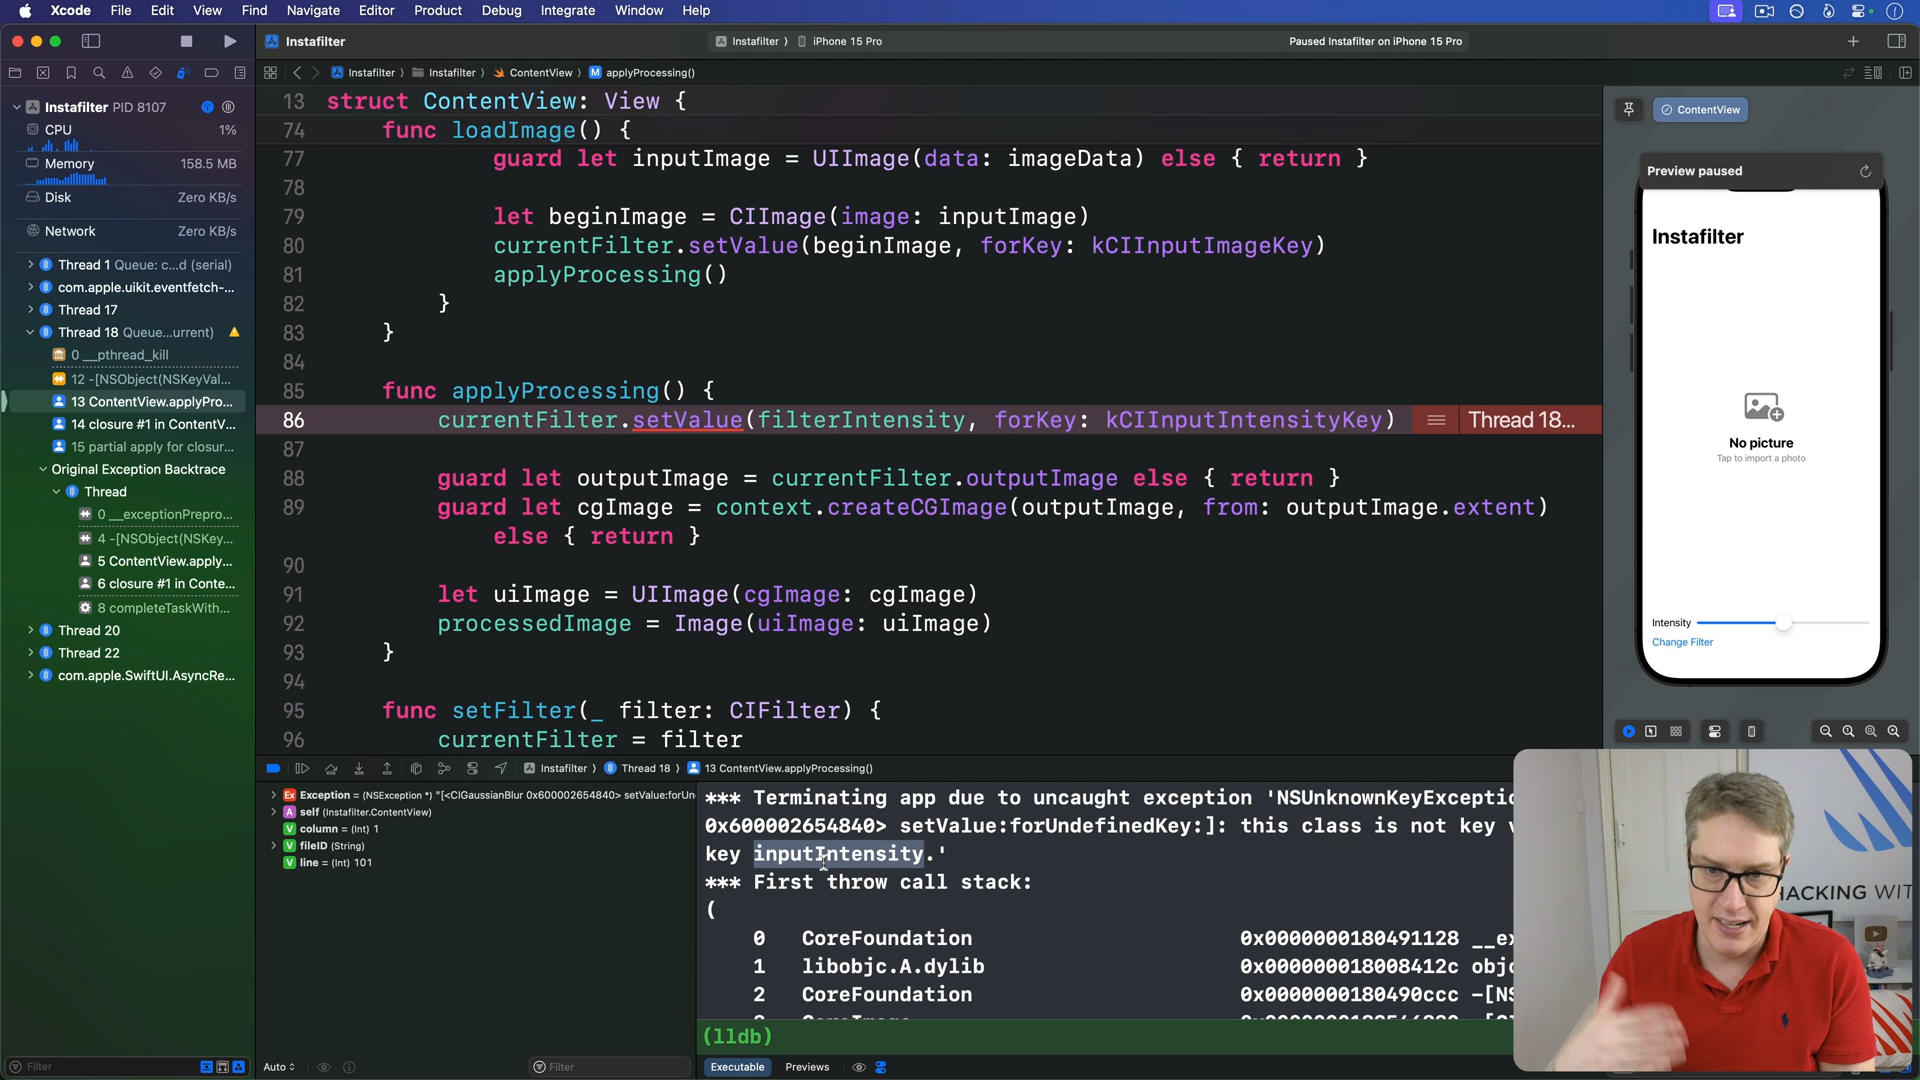 Xcode File Edit View Find Navigate Editor Product Debug Integrate Window Help
Instafilter
Instafilter 〉 iPhone 15 Pro
Paused Instafilter on iPhone 15 Pro
Instafilter 〉 Instafilter 〉 ContentView 〉 M applyProcessing()
Instafilter PID 8107
CPU 1%
Memory 158.5 MB
Disk Zero KB/s
Network Zero KB/s
Thread 1 Queue: c...d (serial)
com.apple.uikit.eventfetch-...
Thread 17
Thread 18 Queue...urrent)
0 __pthread_kill
12 -[NSObject(NSKeyVal...
13 ContentView.applyPro...
14 closure #1 in ContentV...
15 partial apply for closur...
Original Exception Backtrace
Thread
0 __exceptionPrepro...
4 -[NSObject(NSKey...
5 ContentView.apply...
6 closure #1 in Conte...
8 completeTaskWith...
Thread 20
Thread 22
com.apple.SwiftUI.AsyncRe...
Filter
13 struct ContentView: View {
74 func loadImage() {
77 guard let inputImage = UIImage(data: imageData) else { return }
78
79 let beginImage = CIImage(image: inputImage)
80 currentFilter.setValue(beginImage, forKey: kCIInputImageKey)
81 applyProcessing()
82 }
83 }
84
85 func applyProcessing() {
86 currentFilter.setValue(filterIntensity, forKey: kCIInputIntensityKey) Thread 18...
87
88 guard let outputImage = currentFilter.outputImage else { return }
89 guard let cgImage = context.createCGImage(outputImage, from: outputImage.extent)
else { return }
90
91 let uiImage = UIImage(cgImage: cgImage)
92 processedImage = Image(uiImage: uiImage)
93 }
94
95 func setFilter(_ filter: CIFilter) {
96 currentFilter = filter
ContentView
Preview paused
Instafilter
No picture
Tap to import a photo
Intensity
Change Filter
Instafilter 〉 Thread 18 〉 13 ContentView.applyProcessing()
Ex Exception = (NSException *) "[<CIGaussianBlur 0x600002654840> setValue:forUn
A self (Instafilter.ContentView)
V column = (Int) 1
V fileID (String)
V line = (Int) 101
Auto
Filter
*** Terminating app due to uncaught exception 'NSUnknownKeyExceptio
0x600002654840> setValue:forUndefinedKey:]: this class is not key v
key inputIntensity.'
*** First throw call stack:
(
0 CoreFoundation 0x0000000180491128 __ex
1 libobjc.A.dylib 0x000000018008412c objc
2 CoreFoundation 0x0000000180490ccc -[NS
(lldb)
Executable Previews
HACKING WIT